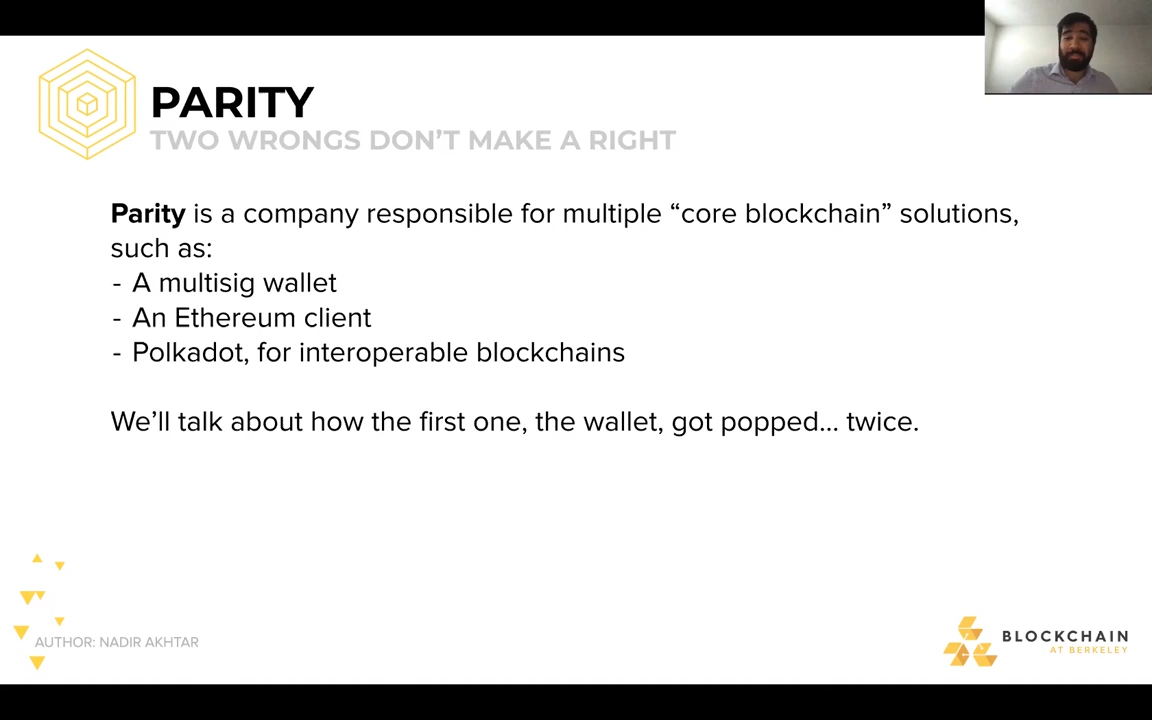 PARITY
TWO WRONGS DON'T MAKE A RIGHT
Parity is a company responsible for multiple “core blockchain” solutions,
such as:
- A multisig wallet
- An Ethereum client
- Polkadot, for interoperable blockchains
We’ll talk about how the first one, the wallet, got popped... twice.
AUTHOR: NADIR AKHTAR
BLOCKCHAIN
AT BERKELEY